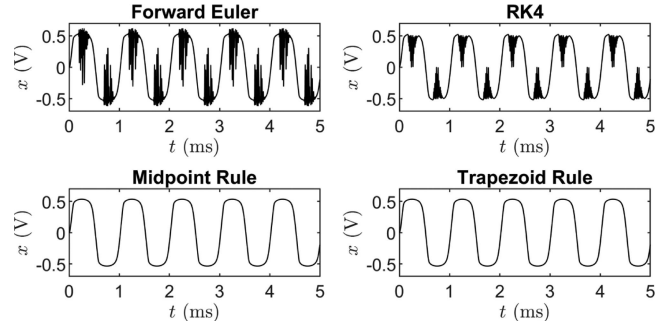 Forward Euler
x (V)
0.5
0
-0.5
0 1 2 3 4 5
t (ms)
RK4
x (V)
0.5
0
-0.5
0 1 2 3 4 5
t (ms)
Midpoint Rule
x (V)
0.5
0
-0.5
0 1 2 3 4 5
t (ms)
Trapezoid Rule
x (V)
0.5
0
-0.5
0 1 2 3 4 5
t (ms)